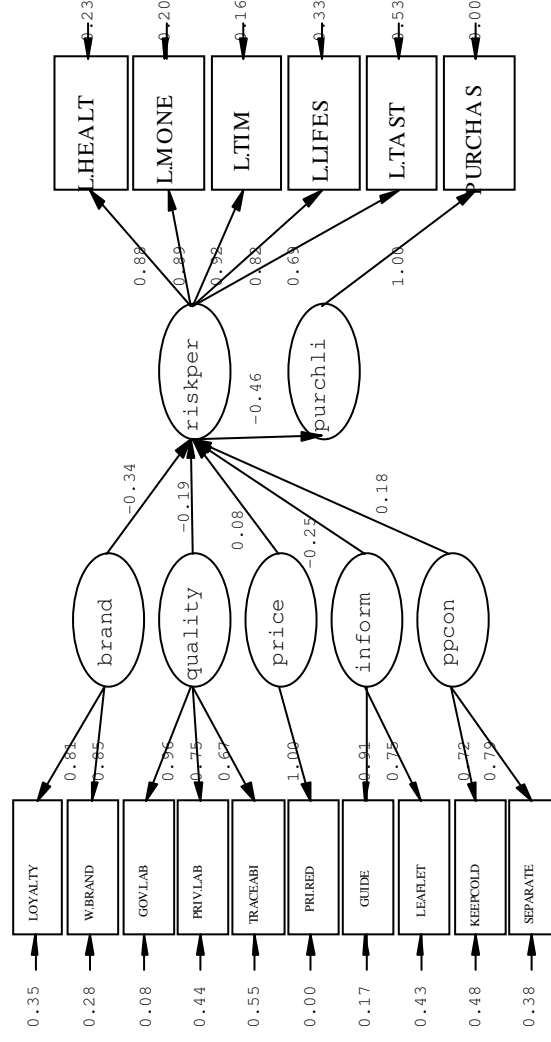 0.23
0.20
0.16
0.33
0.53
0.00
L.HEALT
L.MONE
L.TIM
L.LIFES
L.TAST
PURCHAS
0.88
0.89
0.92
0.82
0.69
1.00
riskper
purchli
-0.46
-0.34
-0.19
0.08
-0.25
0.18
brand
quality
price
inform
ppcon
0.81
0.85
0.96
0.75
0.67
1.00
0.91
0.75
0.72
0.79
LOYALTY
W.BRAND
GOV.LAB
PRIV.LAB
TRACEABI
PRI.RED
GUIDE
LEAFLET
KEEPCOLD
SEPARATE
0.35
0.28
0.08
0.44
0.55
0.00
0.17
0.43
0.48
0.38